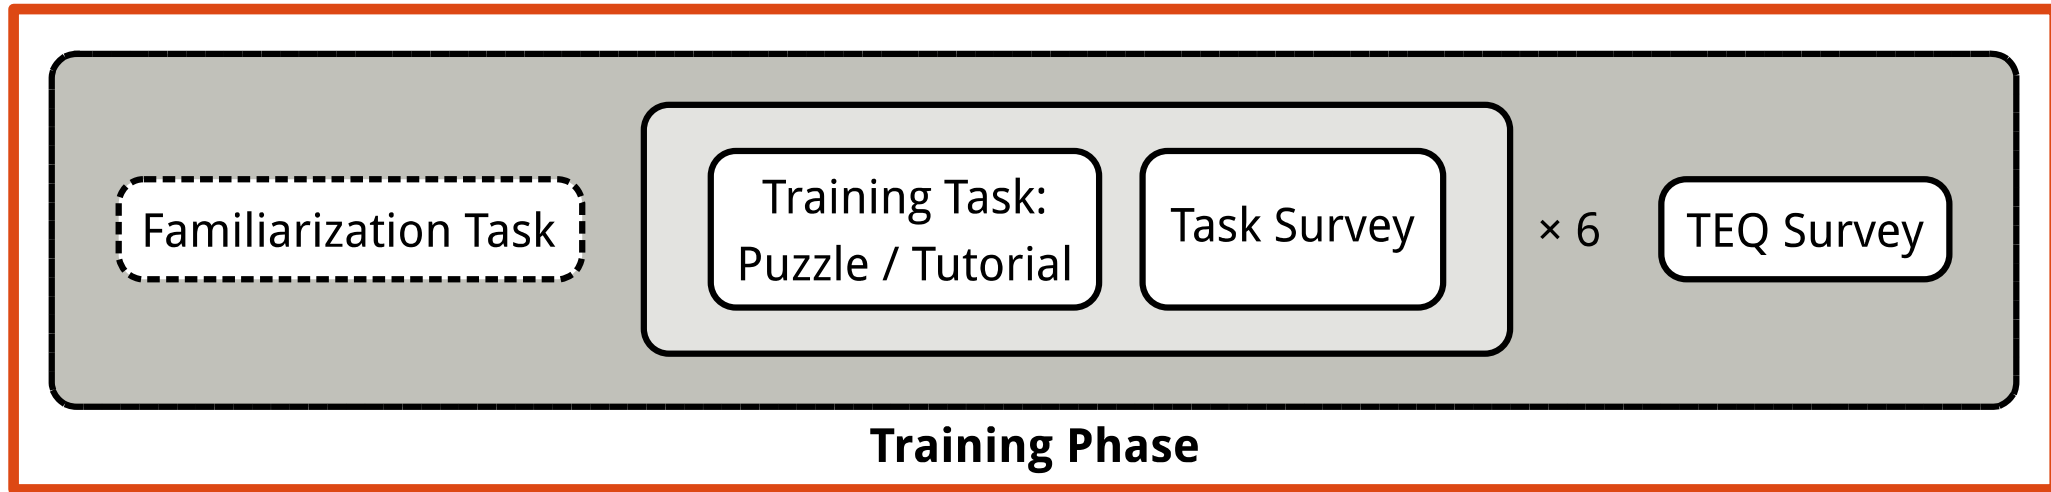 Familiarization Task
Training Task:
Puzzle / Tutorial
Task Survey
× 6
TEQ Survey
Training Phase